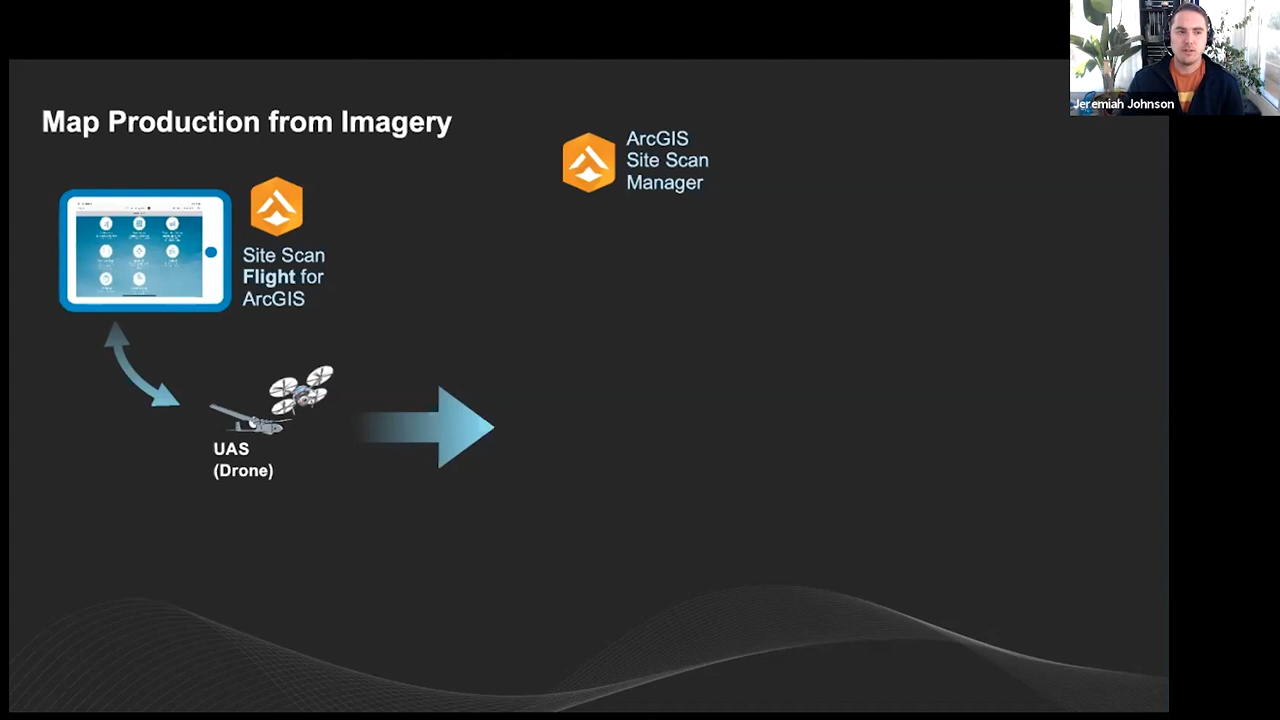 Map Production from Imagery
ArcGIS
Site Scan
Manager
Site Scan
Flight for
ArcGIS
UAS
(Drone)
Jeremiah Johnson